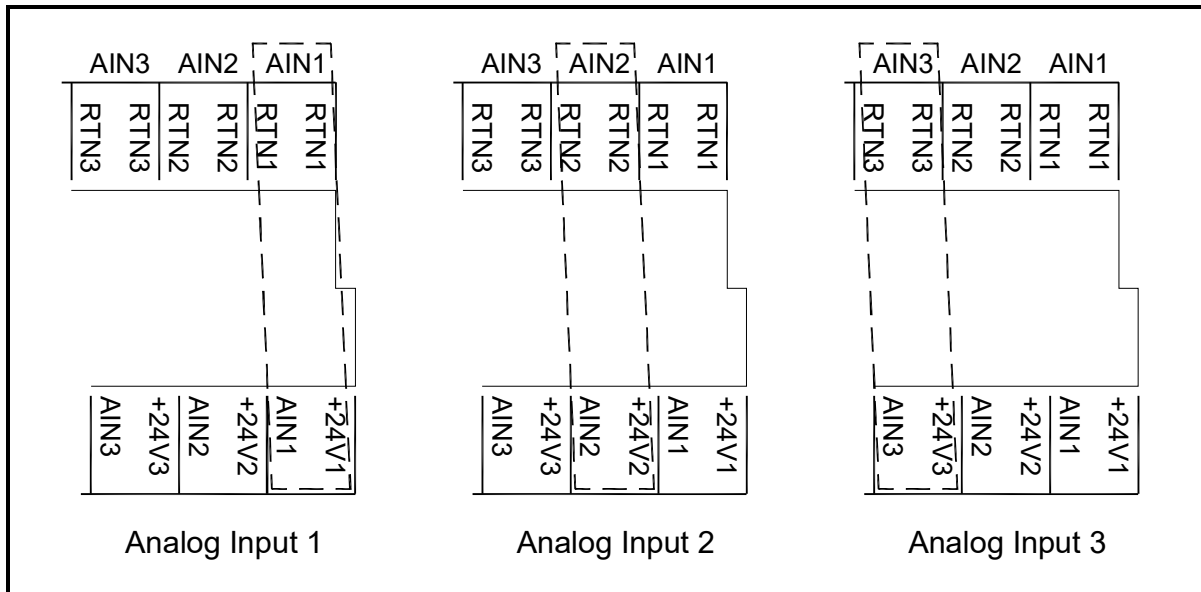 AIN3 AIN2 AIN1
RTN3 RTN3 RTN2 RTN2 RTN1 RTN1
AIN3 +24V3 AIN2 +24V2 AIN1 +24V1
Analog Input 1
AIN3 AIN2 AIN1
RTN3 RTN3 RTN2 RTN2 RTN1 RTN1
AIN3 +24V3 AIN2 +24V2 AIN1 +24V1
Analog Input 2
AIN3 AIN2 AIN1
RTN3 RTN3 RTN2 RTN2 RTN1 RTN1
AIN3 +24V3 AIN2 +24V2 AIN1 +24V1
Analog Input 3